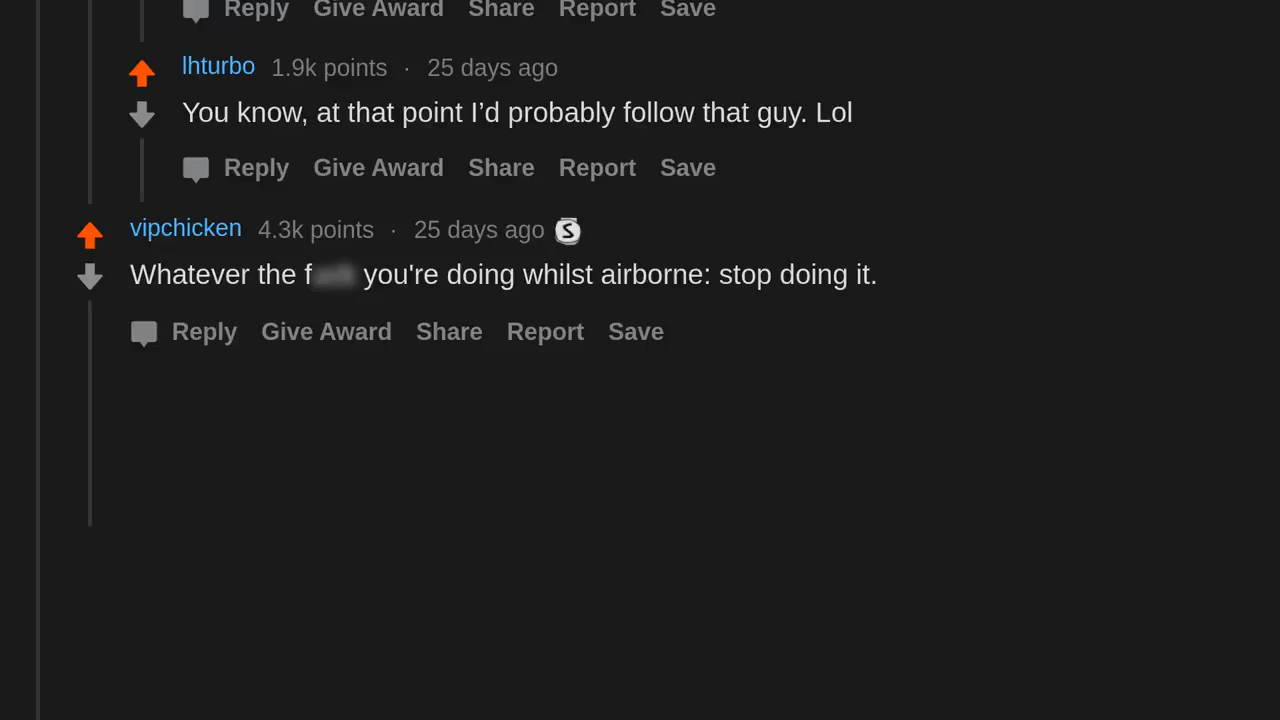 Reply Give Award Share Report Save
lhturbo 1.9k points · 25 days ago
You know, at that point I’d probably follow that guy. Lol
Reply Give Award Share Report Save
vipchicken 4.3k points · 25 days ago S
Whatever the f you're doing whilst airborne: stop doing it.
Reply Give Award Share Report Save